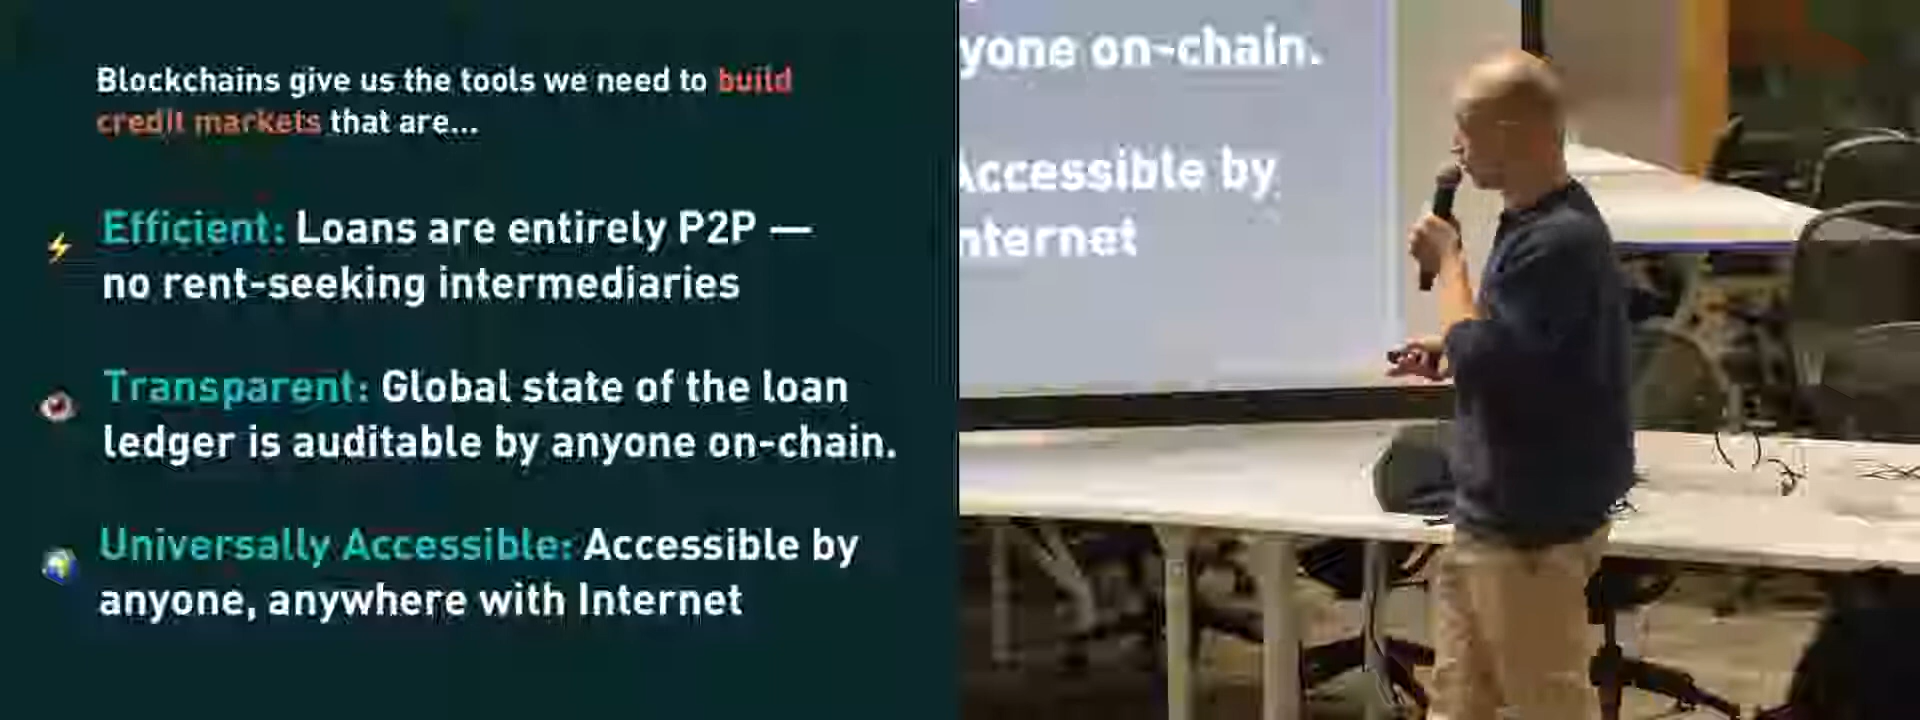 Blockchains give us the tools we need to build
credit markets that are...
Efficient: Loans are entirely P2P —
no rent-seeking intermediaries
Transparent: Global state of the loan
ledger is auditable by anyone on-chain.
Universally Accessible: Accessible by
anyone, anywhere with Internet
yone on-chain.
Accessible by
nternet